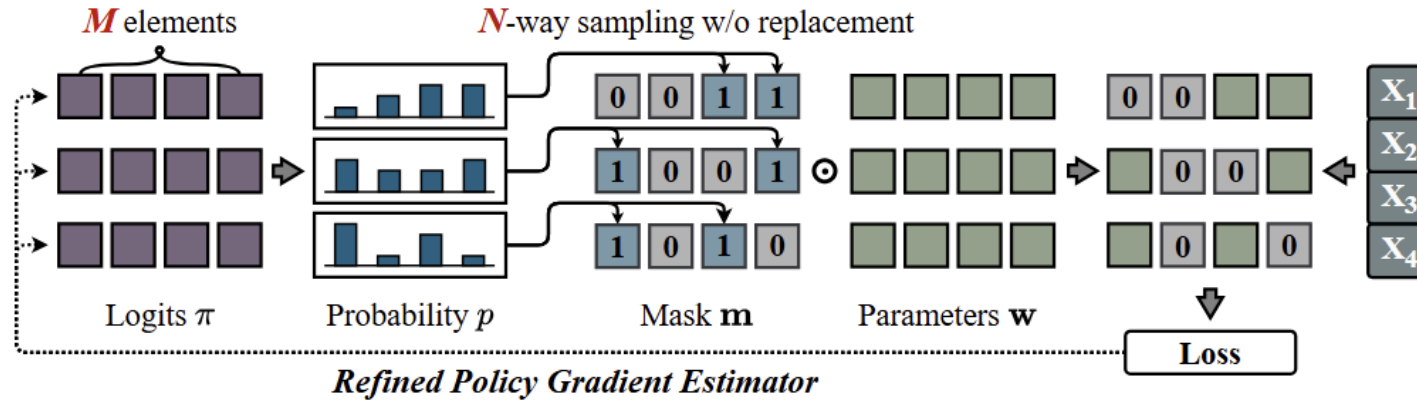 M elements
N-way sampling w/o replacement
0 0 1 1
0 0
X1
1 0 0 1
0 0
X2
X3
1 0 1 0
0 0
X4
Logits π
Probability p
Mask m
⊙
Parameters w
Loss
Refined Policy Gradient Estimator